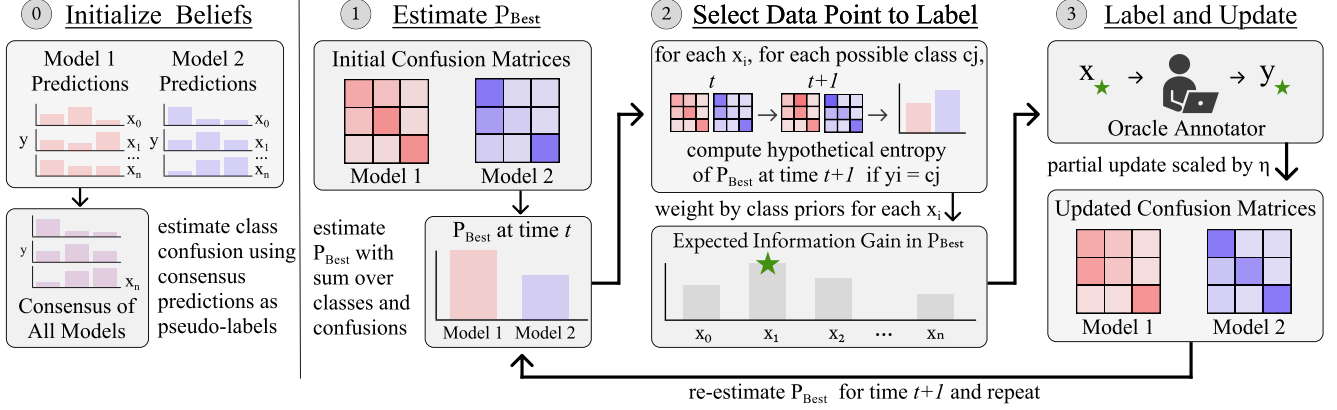 0 Initialize Beliefs
Model 1
Predictions
Model 2
Predictions
y
x0
x1
...
xn
y
x0
x1
...
xn
y
xn
Consensus of
All Models
estimate class
confusion using
consensus
predictions as
pseudo-labels
1 Estimate PBest
Initial Confusion Matrices
Model 1
Model 2
estimate
PBest with
sum over
classes and
confusions
PBest at time t
Model 1
Model 2
2 Select Data Point to Label
for each xi, for each possible class cj,
t
t+1
compute hypothetical entropy
of PBest at time t+1 if yi = cj
weight by class priors for each xi
Expected Information Gain in PBest
x0 x1 x2 ... xn
3 Label and Update
x
y
Oracle Annotator
partial update scaled by η
Updated Confusion Matrices
Model 1
Model 2
re-estimate PBest for time t+1 and repeat